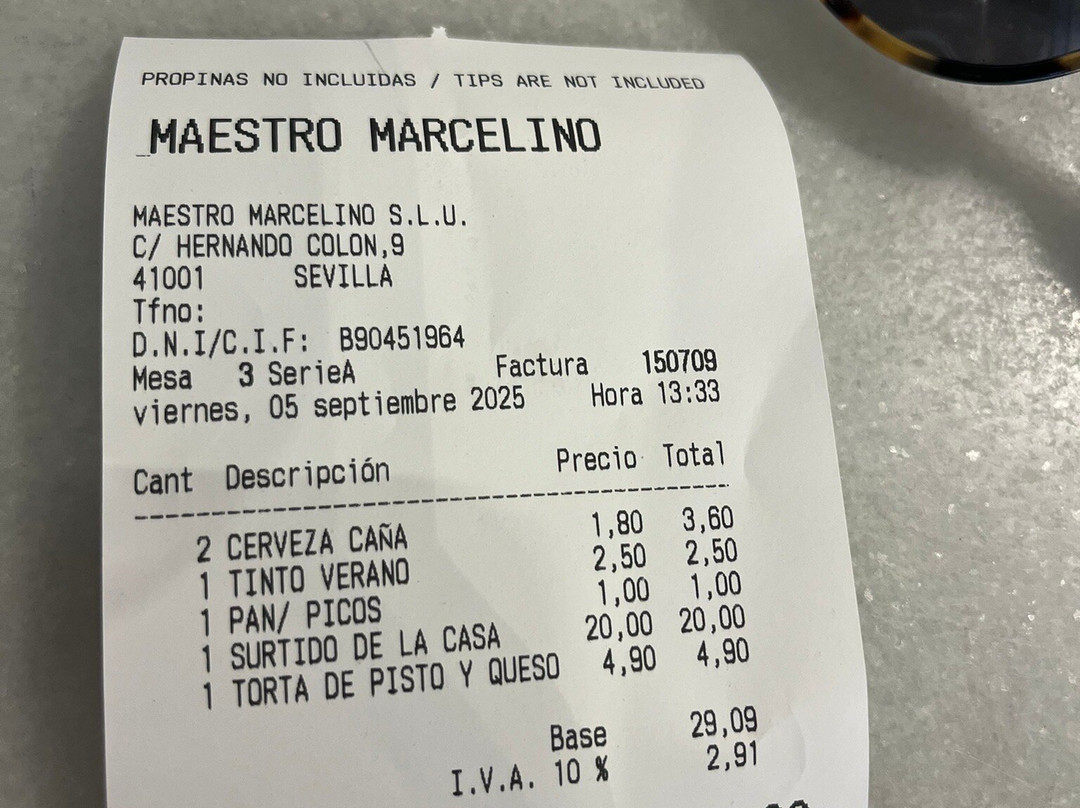 PROPINAS NO INCLUIDAS / TIPS ARE NOT INCLUDED
_MAESTRO MARCELINO
MAESTRO MARCELINO S.L.U.
C/ HERNANDO COLON,9
41001 SEVILLA
Tfno:
D.N.I/C.I.F: B90451964
Mesa 3 SerieA Factura 150709
viernes, 05 septiembre 2025 Hora 13:33
Cant Descripción Precio Total
2 CERVEZA CAÑA 1,80 3,60
1 TINTO VERANO 2,50 2,50
1 PAN/ PICOS 1,00 1,00
1 SURTIDO DE LA CASA 20,00 20,00
1 TORTA DE PISTO Y QUESO 4,90 4,90
Base 29,09
I.V.A. 10 % 2,91